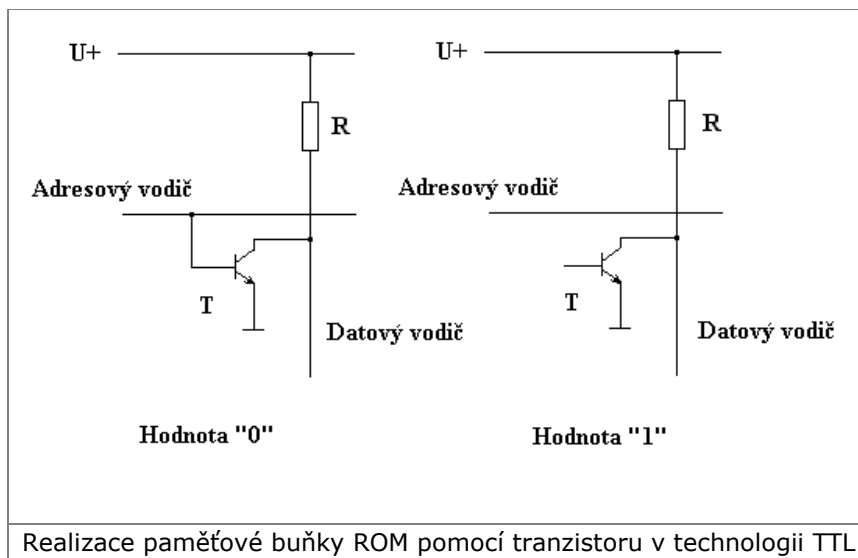 U+
R
Adresový vodič
T
Datový vodič
Hodnota "0"
U+
R
Adresový vodič
T
Datový vodič
Hodnota "1"
Realizace paměťové buňky ROM pomocí tranzistoru v technologii TTL